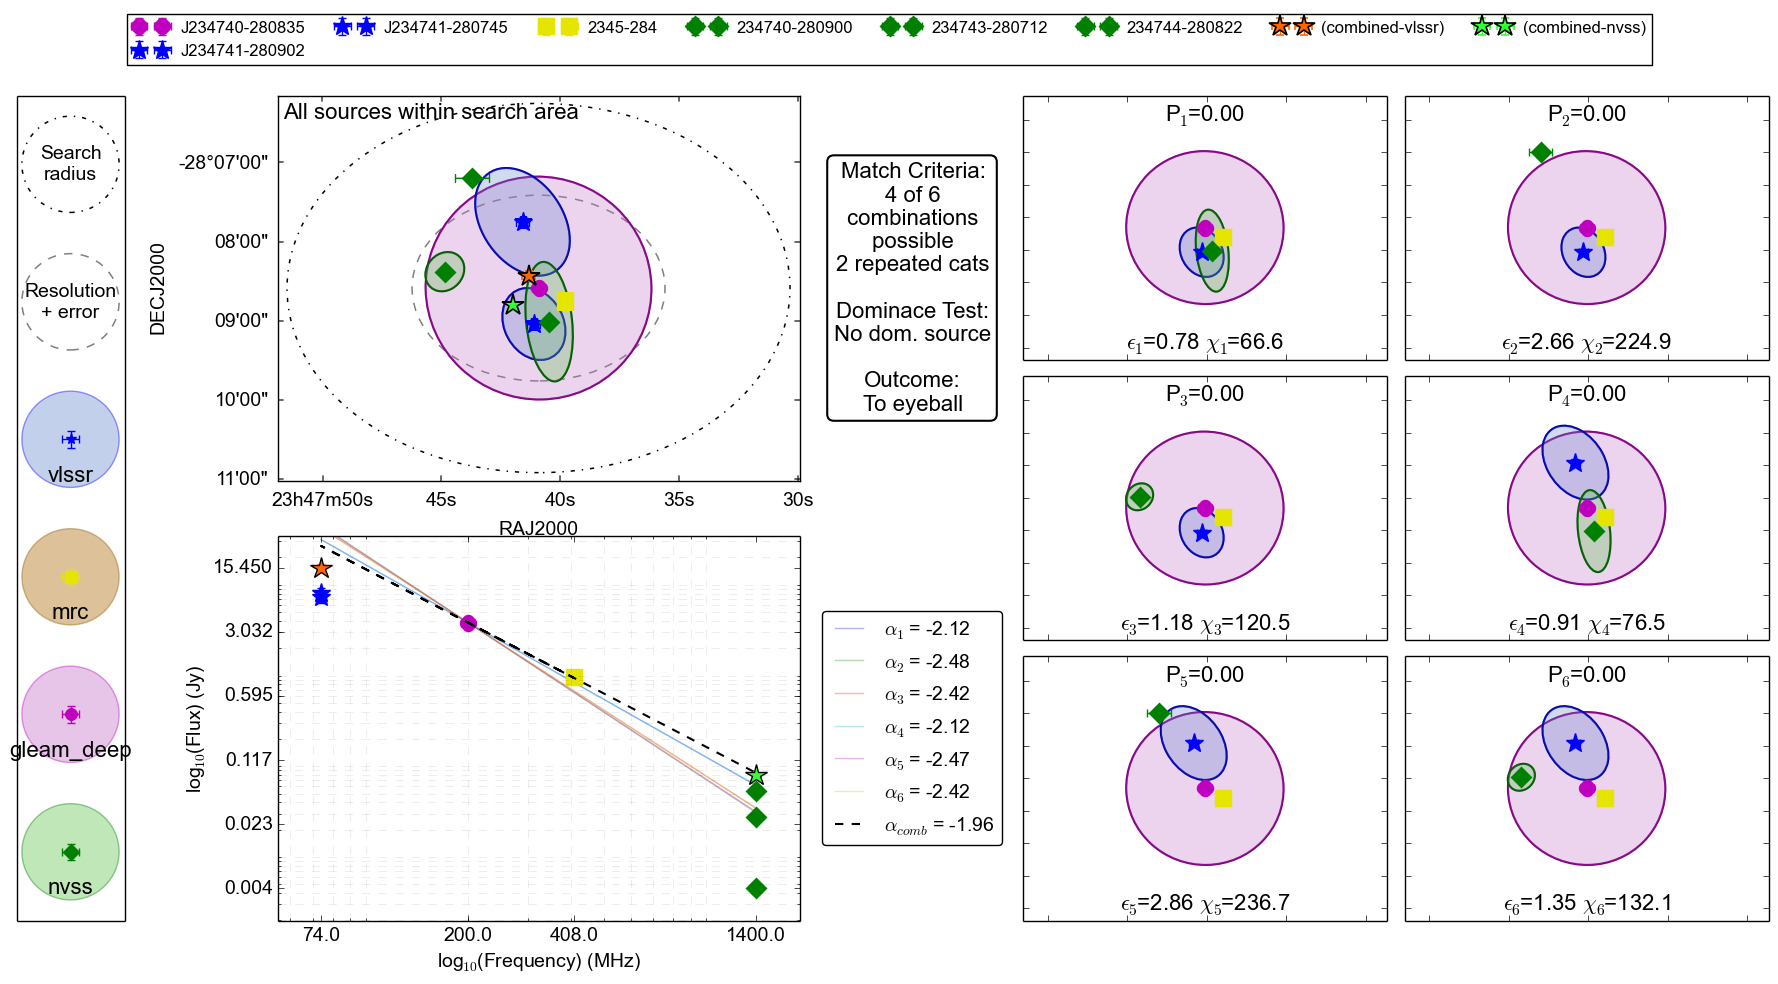 J234740-280835
J234741-280745
2345-284
234740-280900
234743-280712
234744-280822
(combined-vlssr)
(combined-nvss)
J234741-280902
Search
radius
Resolution
+ error
vlssr
mrc
gleam_deep
nvss
All sources within search area
DECJ2000
-28°07'00"
08'00"
09'00"
10'00"
11'00"
23h47m50s
45s
40s
35s
30s
RAJ2000
Match Criteria:
4 of 6
combinations
possible
2 repeated cats
Dominace Test:
No dom. source
Outcome:
To eyeball
log₁₀(Flux) (Jy)
15.450
3.032
0.595
0.117
0.023
0.004
74.0
200.0
408.0
1400.0
log₁₀(Frequency) (MHz)
α₁ = -2.12
α₂ = -2.48
α₃ = -2.42
α₄ = -2.12
α₅ = -2.47
α₆ = -2.42
α_comb = -1.96
P₁=0.00
ϵ₁=0.78 χ₁=66.6
P₂=0.00
ϵ₂=2.66 χ₂=224.9
P₃=0.00
ϵ₃=1.18 χ₃=120.5
P₄=0.00
ϵ₄=0.91 χ₄=76.5
P₅=0.00
ϵ₅=2.86 χ₅=236.7
P₆=0.00
ϵ₆=1.35 χ₆=132.1